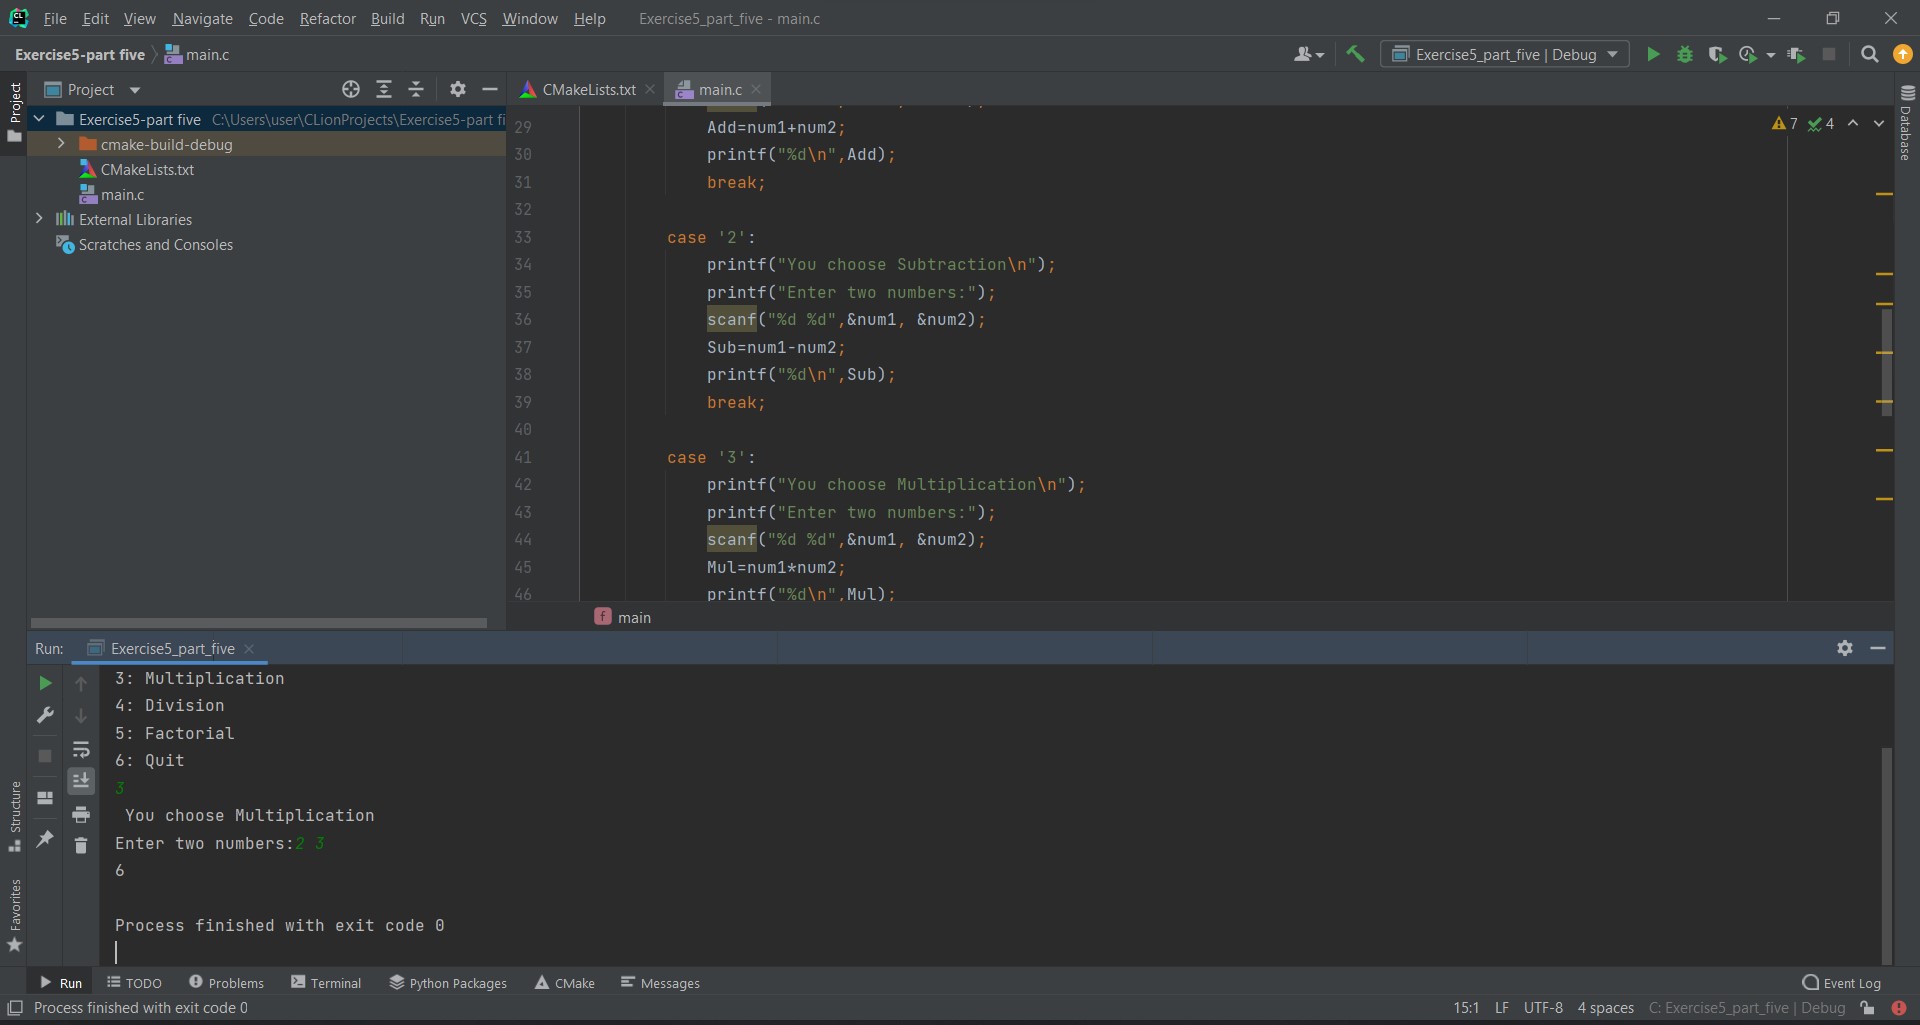 File Edit View Navigate Code Refactor Build Run VCS Window Help Exercise5_part_five - main.c
Exercise5-part five main.c Exercise5_part_five | Debug
Project CMakeLists.txt main.c
Project
Exercise5-part five C:\Users\user\CLionProjects\Exercise5-part fi
cmake-build-debug
CMakeLists.txt
main.c
External Libraries
Scratches and Consoles
7 4
Database
29 Add=num1+num2;
30 printf("%d\n",Add);
31 break;
32
33 case '2':
34 printf("You choose Subtraction\n");
35 printf("Enter two numbers:");
36 scanf("%d %d",&num1, &num2);
37 Sub=num1-num2;
38 printf("%d\n",Sub);
39 break;
40
41 case '3':
42 printf("You choose Multiplication\n");
43 printf("Enter two numbers:");
44 scanf("%d %d",&num1, &num2);
45 Mul=num1*num2;
46 printf("%d\n",Mul);
f main
Run: Exercise5_part_five
3: Multiplication
4: Division
5: Factorial
6: Quit
3
You choose Multiplication
Enter two numbers:2 3
6
Process finished with exit code 0
Structure
Favorites
Run TODO Problems Terminal Python Packages CMake Messages Event Log
Process finished with exit code 0 15:1 LF UTF-8 4 spaces C: Exercise5_part_five | Debug